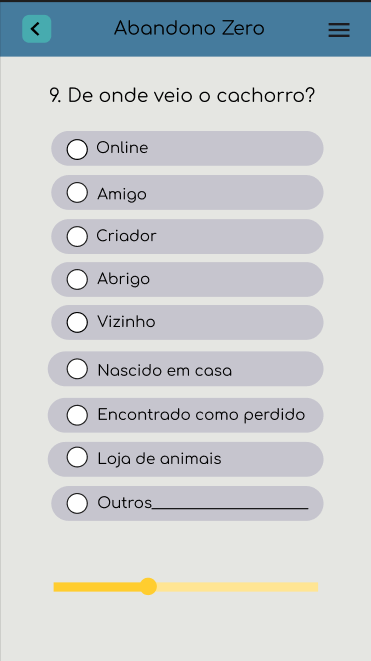 Abandono Zero
9. De onde veio o cachorro?
Online
Amigo
Criador
Abrigo
Vizinho
Nascido em casa
Encontrado como perdido
Loja de animais
Outros____________________